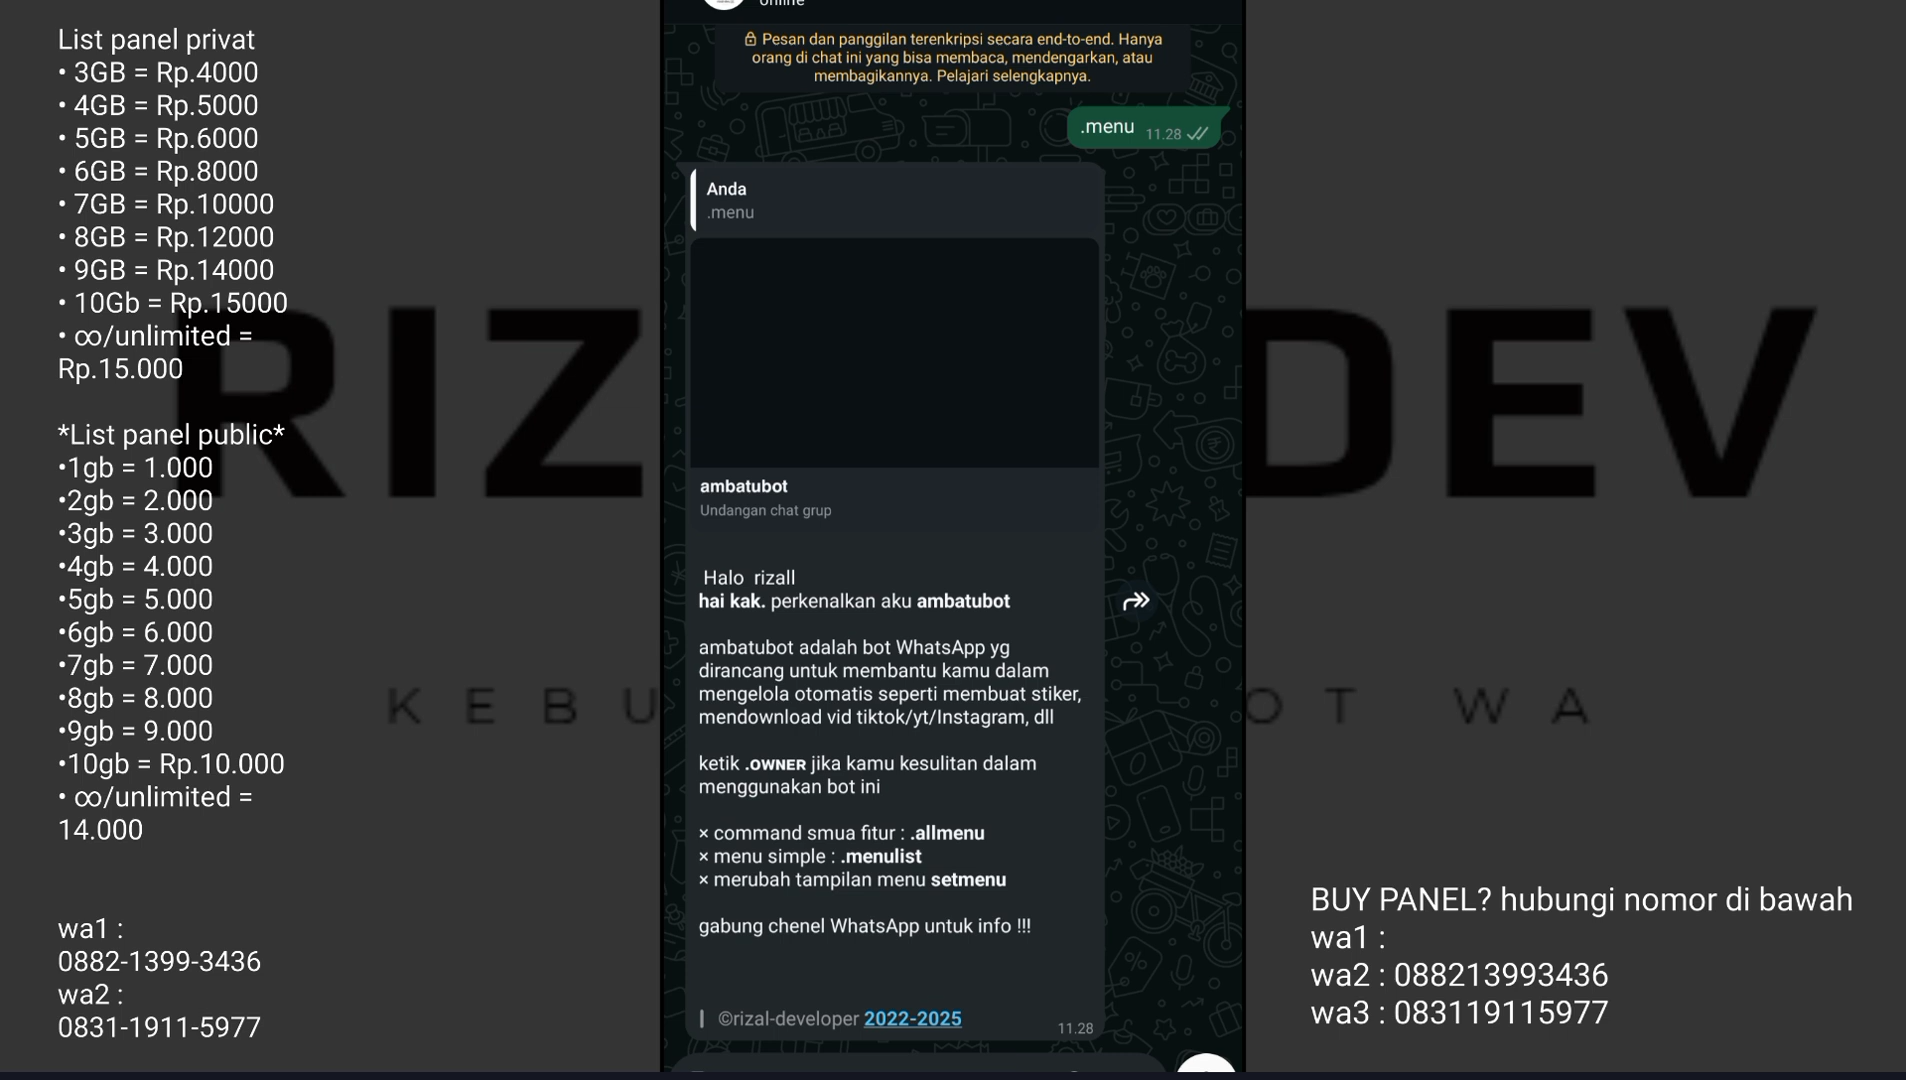 List panel privat
• 3GB = Rp.4000
• 4GB = Rp.5000
• 5GB = Rp.6000
• 6GB = Rp.8000
• 7GB = Rp.10000
• 8GB = Rp.12000
• 9GB = Rp.14000
• 10Gb = Rp.15000
• ∞/unlimited =
Rp.15.000
*List panel public*
•1gb = 1.000
•2gb = 2.000
•3gb = 3.000
•4gb = 4.000
•5gb = 5.000
•6gb = 6.000
•7gb = 7.000
•8gb = 8.000
•9gb = 9.000
•10gb = Rp.10.000
• ∞/unlimited =
14.000
wa1 :
0882-1399-3436
wa2 :
0831-1911-5977
online
Pesan dan panggilan terenkripsi secara end-to-end. Hanya
orang di chat ini yang bisa membaca, mendengarkan, atau
membagikannya. Pelajari selengkapnya.
.menu 11.28
Anda
.menu
ambatubot
Undangan chat grup
Halo rizall
hai kak. perkenalkan aku ambatubot
ambatubot adalah bot WhatsApp yg
dirancang untuk membantu kamu dalam
mengelola otomatis seperti membuat stiker,
mendownload vid tiktok/yt/Instagram, dll
ketik .OWNER jika kamu kesulitan dalam
menggunakan bot ini
× command smua fitur : .allmenu
× menu simple : .menulist
× merubah tampilan menu setmenu
gabung chenel WhatsApp untuk info !!!
©rizal-developer 2022-2025
11.28
RIZ DEV
KEBU OT WA
BUY PANEL? hubungi nomor di bawah
wa1 :
wa2 : 088213993436
wa3 : 083119115977